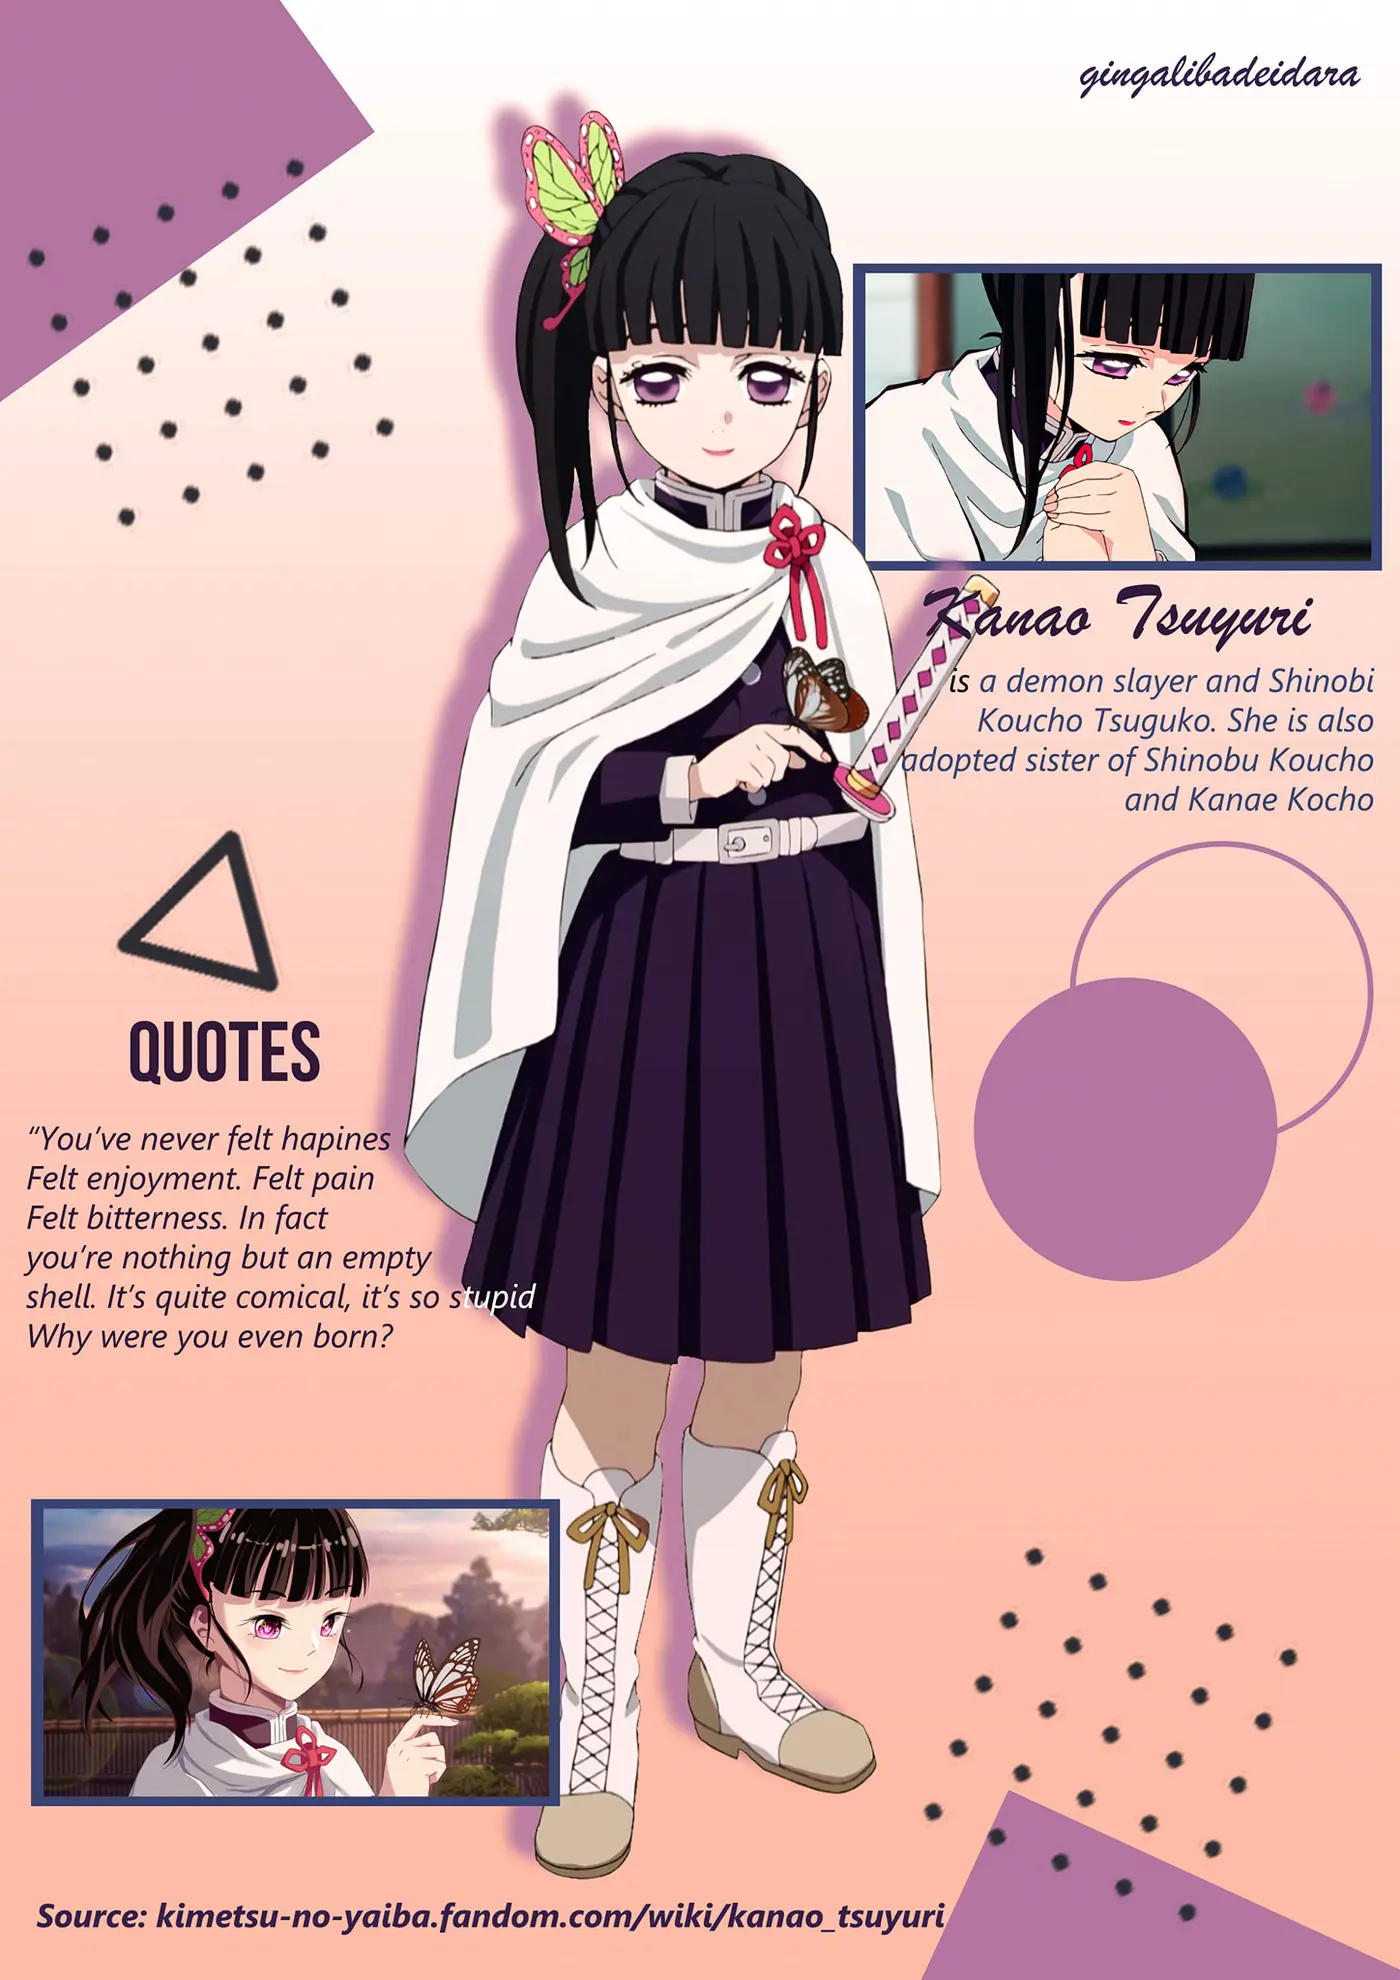 gingalibadeidara
Kanao Tsuyuri
is a demon slayer and Shinobi
Koucho Tsuguko. She is also
adopted sister of Shinobu Koucho
and Kanae Kocho
QUOTES
“You’ve never felt hapines
Felt enjoyment. Felt pain
Felt bitterness. In fact
you’re nothing but an empty
shell. It’s quite comical, it’s so stupid
Why were you even born?
Source: kimetsu-no-yaiba.fandom.com/wiki/kanao_tsuyuri